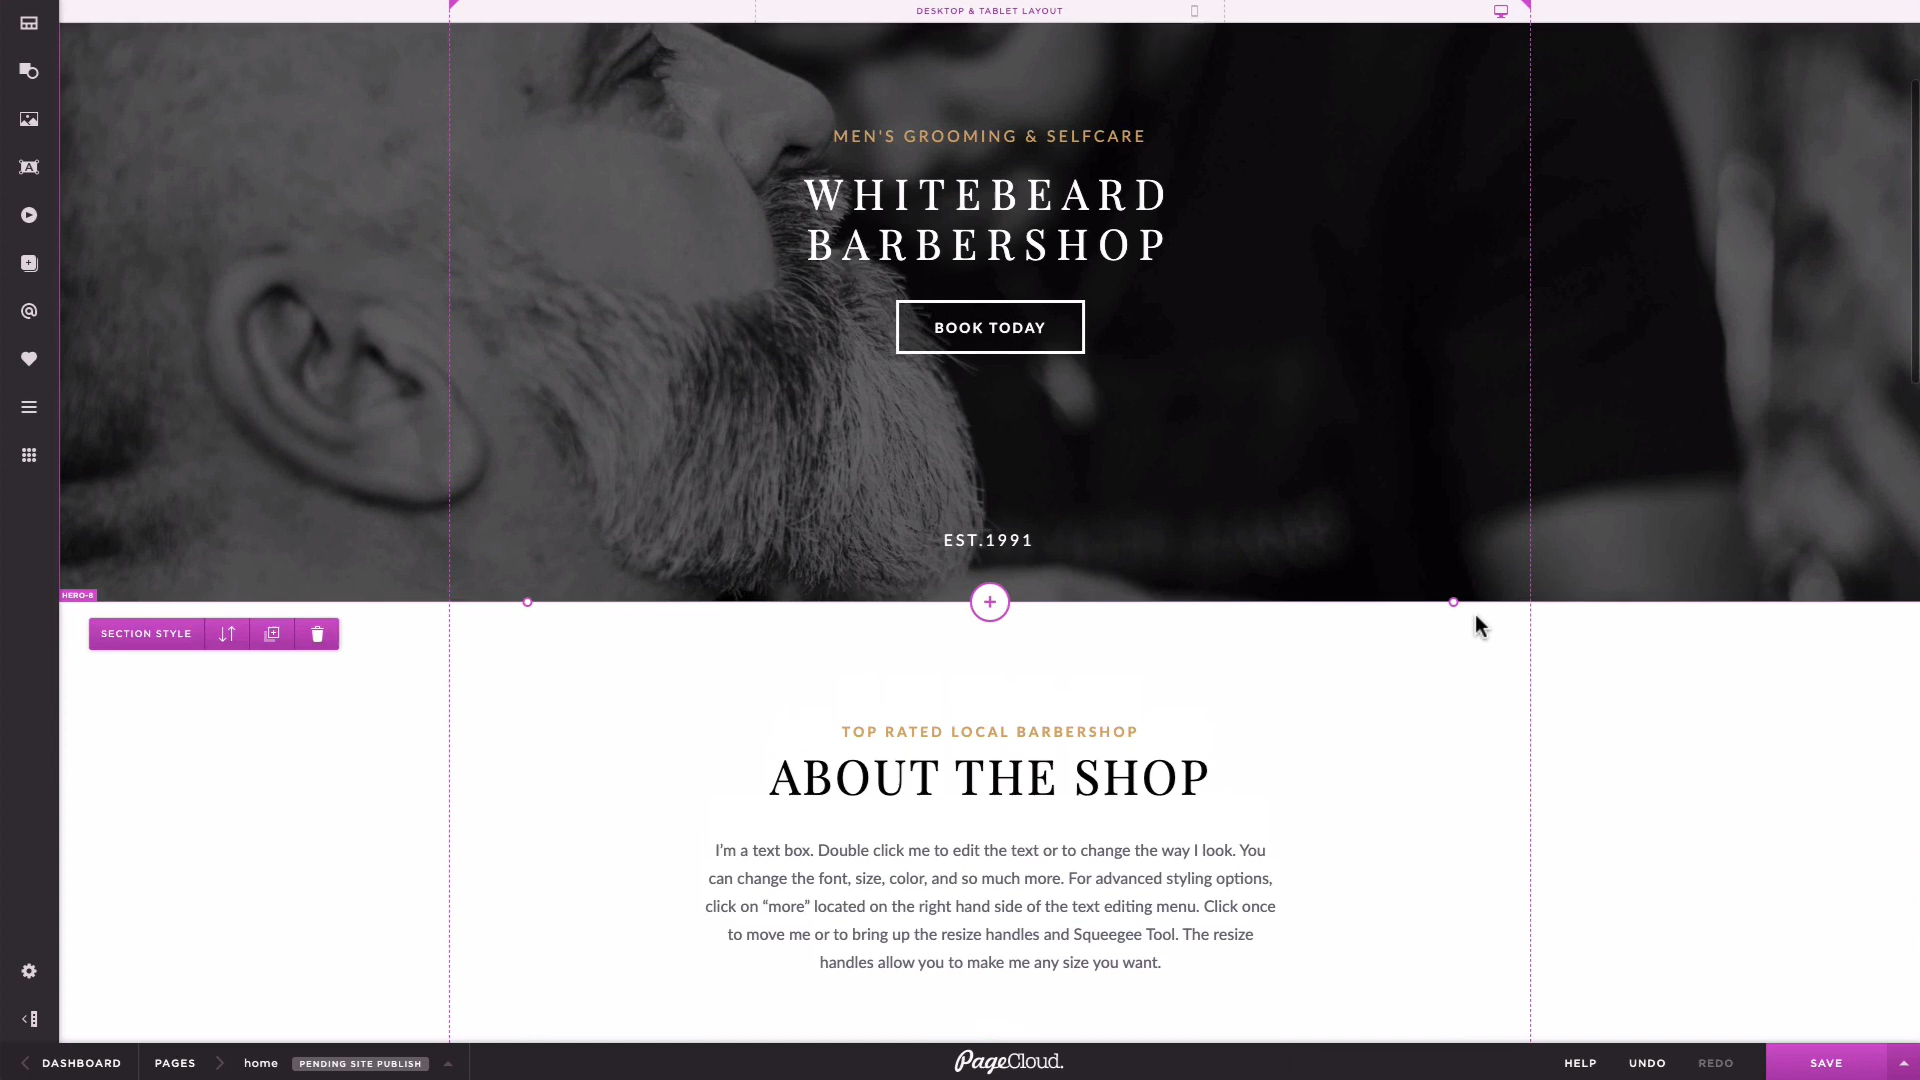 DESKTOP & TABLET LAYOUT
MEN'S GROOMING & SELFCARE
WHITEBEARD
BARBERSHOP
BOOK TODAY
EST.1991
HERO-8
SECTION STYLE
TOP RATED LOCAL BARBERSHOP
ABOUT THE SHOP
I’m a text box. Double click me to edit the text or to change the way I look. You
can change the font, size, color, and so much more. For advanced styling options,
click on “more” located on the right hand side of the text editing menu. Click once
to move me or to bring up the resize handles and Squeegee Tool. The resize
handles allow you to make me any size you want.
DASHBOARD PAGES home PENDING SITE PUBLISH PageCloud. HELP UNDO REDO SAVE